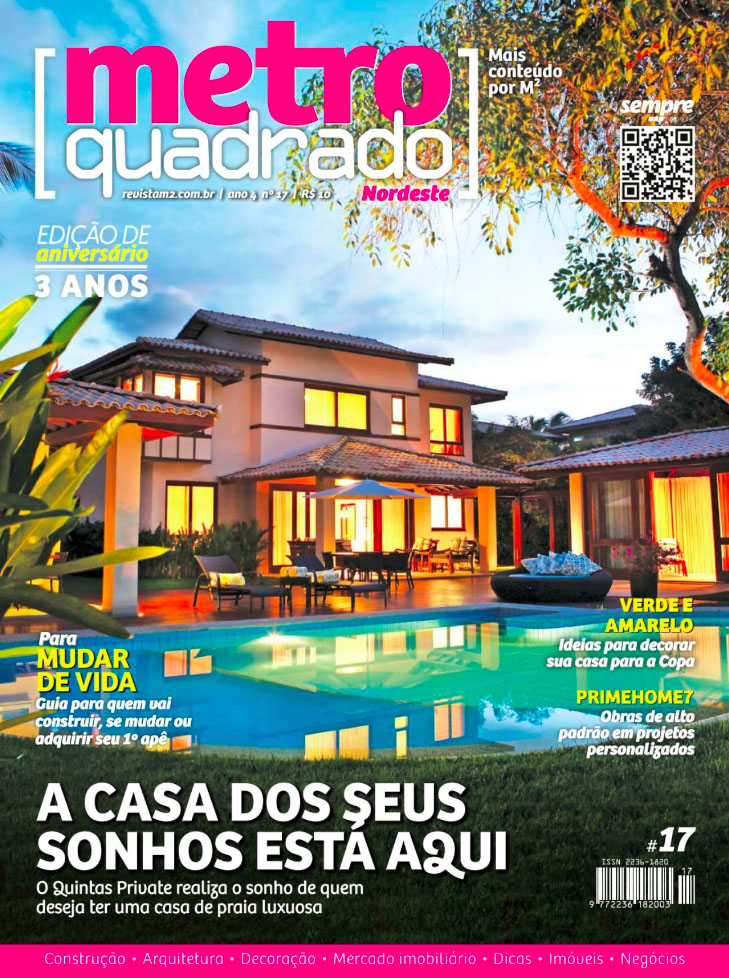 metro
quadrado
Nordeste
revistam2.com.br | ano 4 nº 17 | R$ 10
Mais
conteúdo
por M²
sempre
EDIÇÃO DE
aniversário
3 ANOS
Para
MUDAR
DE VIDA
Guia para quem vai
construir, se mudar ou
adquirir seu 1º apê
VERDE E
AMARELO
Ideias para decorar
sua casa para a Copa
PRIMEHOME7
Obras de alto
padrão em projetos
personalizados
A CASA DOS SEUS
SONHOS ESTÁ AQUI
O Quintas Private realiza o sonho de quem
deseja ter uma casa de praia luxuosa
#17
ISSN 2236-1820
17
9 772236 182003
Construção • Arquitetura • Decoração • Mercado imobiliário • Dicas • Imóveis • Negócios